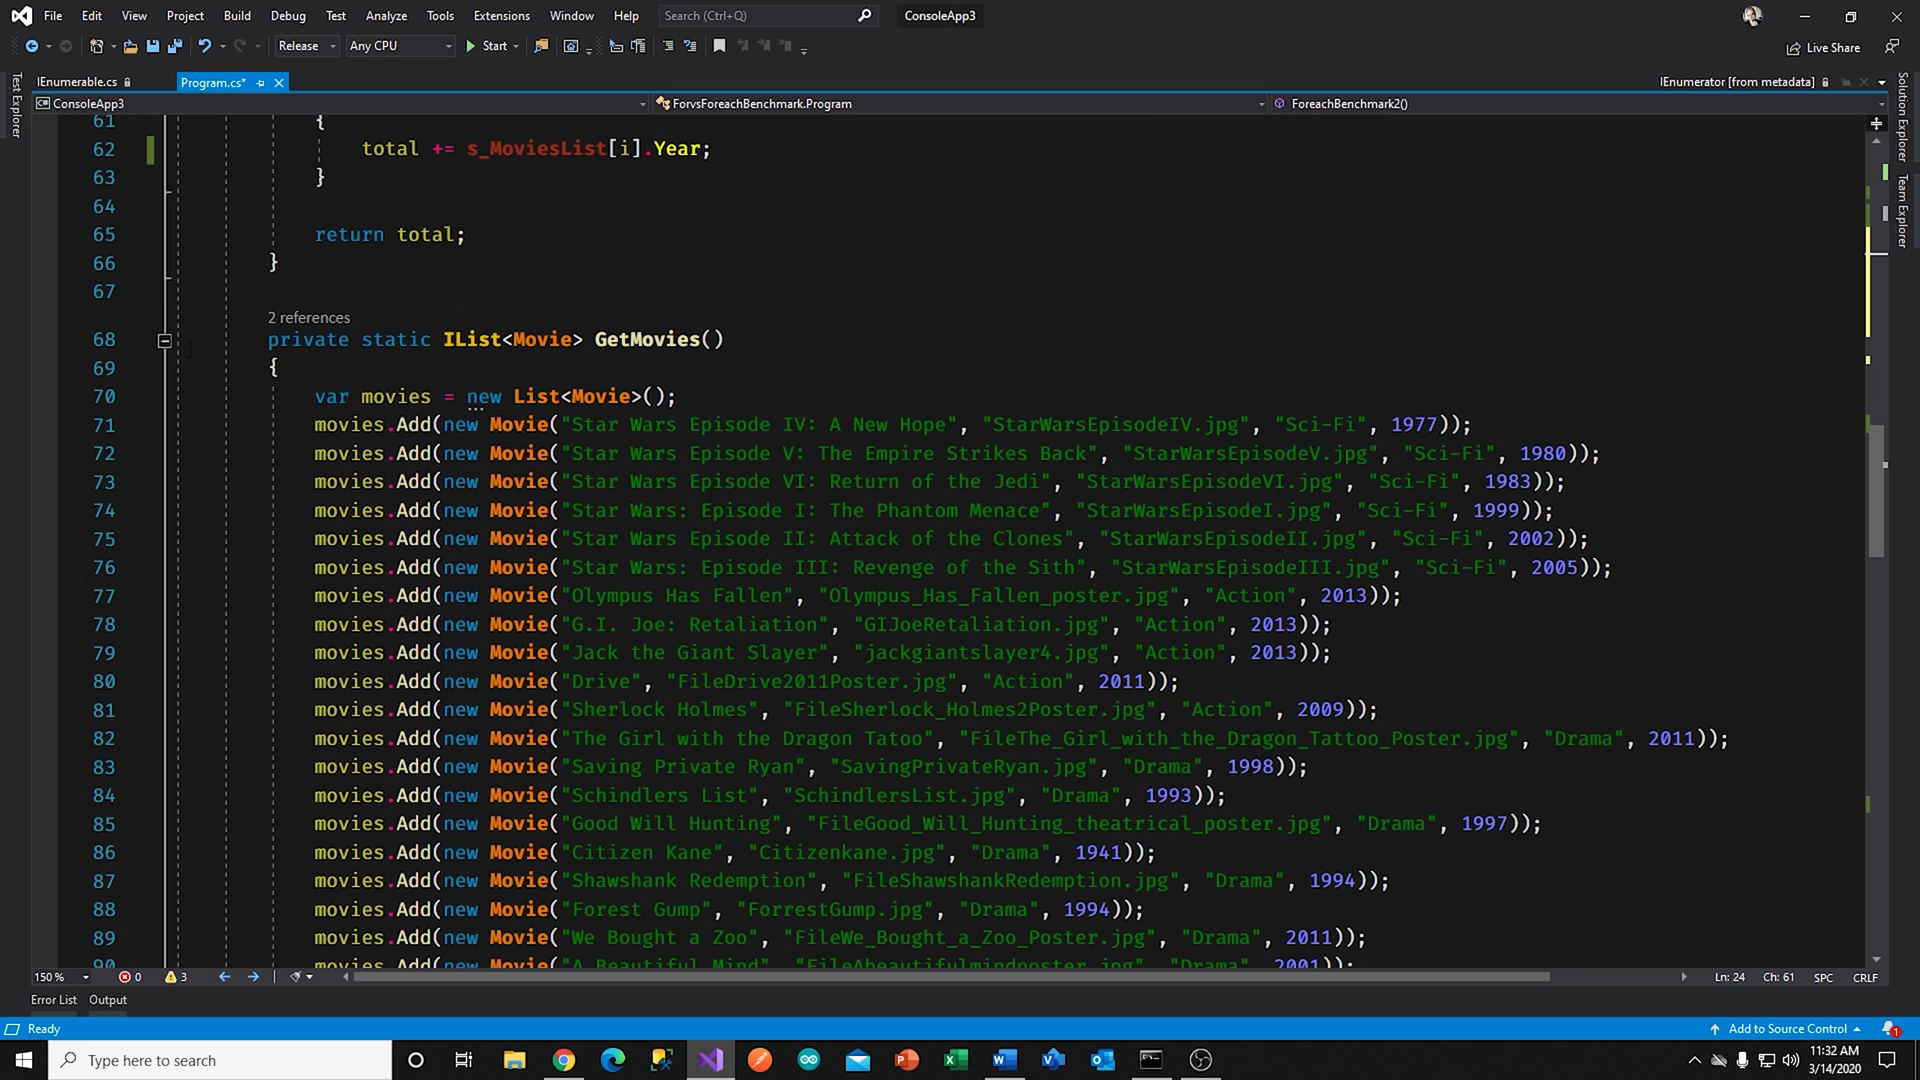 File Edit View Project Build Debug Test Analyze Tools Extensions Window Help Search (Ctrl+Q) ConsoleApp3
Release Any CPU Start Live Share
IEnumerable.cs Program.cs* IEnumerator [from metadata]
ConsoleApp3 ForvsForeachBenchmark.Program ForeachBenchmark2()
Test Explorer
Solution Explorer
Team Explorer
61 {
62 total += s_MoviesList[i].Year;
63 }
64
65 return total;
66 }
67
2 references
68 private static IList<Movie> GetMovies()
69 {
70 var movies = new List<Movie>();
71 movies.Add(new Movie("Star Wars Episode IV: A New Hope", "StarWarsEpisodeIV.jpg", "Sci-Fi", 1977));
72 movies.Add(new Movie("Star Wars Episode V: The Empire Strikes Back", "StarWarsEpisodeV.jpg", "Sci-Fi", 1980));
73 movies.Add(new Movie("Star Wars Episode VI: Return of the Jedi", "StarWarsEpisodeVI.jpg", "Sci-Fi", 1983));
74 movies.Add(new Movie("Star Wars: Episode I: The Phantom Menace", "StarWarsEpisodeI.jpg", "Sci-Fi", 1999));
75 movies.Add(new Movie("Star Wars Episode II: Attack of the Clones", "StarWarsEpisodeII.jpg", "Sci-Fi", 2002));
76 movies.Add(new Movie("Star Wars: Episode III: Revenge of the Sith", "StarWarsEpisodeIII.jpg", "Sci-Fi", 2005));
77 movies.Add(new Movie("Olympus Has Fallen", "Olympus_Has_Fallen_poster.jpg", "Action", 2013));
78 movies.Add(new Movie("G.I. Joe: Retaliation", "GIJoeRetaliation.jpg", "Action", 2013));
79 movies.Add(new Movie("Jack the Giant Slayer", "jackgiantslayer4.jpg", "Action", 2013));
80 movies.Add(new Movie("Drive", "FileDrive2011Poster.jpg", "Action", 2011));
81 movies.Add(new Movie("Sherlock Holmes", "FileSherlock_Holmes2Poster.jpg", "Action", 2009));
82 movies.Add(new Movie("The Girl with the Dragon Tatoo", "FileThe_Girl_with_the_Dragon_Tattoo_Poster.jpg", "Drama", 2011));
83 movies.Add(new Movie("Saving Private Ryan", "SavingPrivateRyan.jpg", "Drama", 1998));
84 movies.Add(new Movie("Schindlers List", "SchindlersList.jpg", "Drama", 1993));
85 movies.Add(new Movie("Good Will Hunting", "FileGood_Will_Hunting_theatrical_poster.jpg", "Drama", 1997));
86 movies.Add(new Movie("Citizen Kane", "Citizenkane.jpg", "Drama", 1941));
87 movies.Add(new Movie("Shawshank Redemption", "FileShawshankRedemption.jpg", "Drama", 1994));
88 movies.Add(new Movie("Forest Gump", "ForrestGump.jpg", "Drama", 1994));
89 movies.Add(new Movie("We Bought a Zoo", "FileWe_Bought_a_Zoo_Poster.jpg", "Drama", 2011));
90 movies.Add(new Movie("A Beautiful Mind", "FileAbeautifulmindposter.jpg", "Drama", 2001));
150 % 0 3 Ln: 24 Ch: 61 SPC CRLF
Error List Output
Ready Add to Source Control 1
Type here to search 11:32 AM
3/14/2020